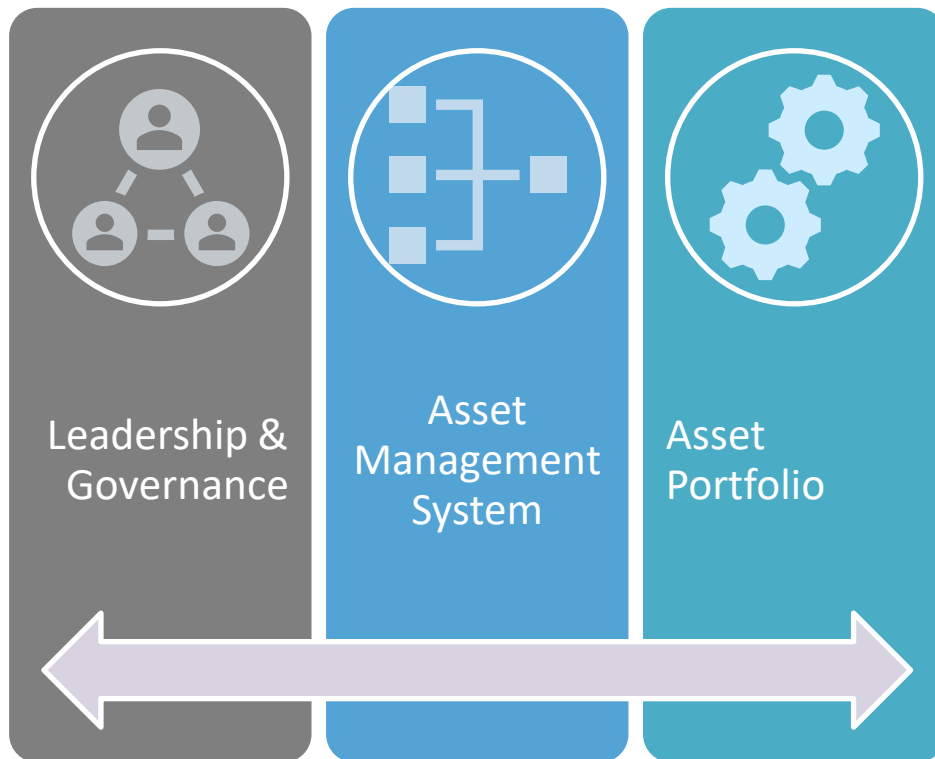 Leadership &
Governance
Asset
Management
System
Asset
Portfolio